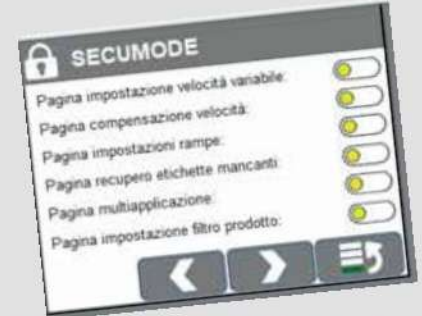 SECUMODE
Pagina impostazione velocità variabile:
Pagina compensazione velocità:
Pagina impostazioni rampe:
Pagina recupero etichette mancanti:
Pagina multiapplicazione:
Pagina impostazione filtro prodotto: